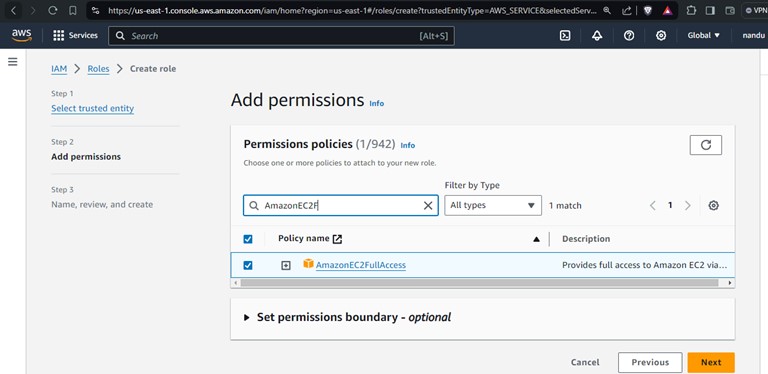 https://us-east-1.console.aws.amazon.com/iam/home?region=us-east-1#/roles/create?trustedEntityType=AWS_SERVICE&selectedServ...
VPN
aws
Services
Search
[Alt+S]
Global
nandu
IAM > Roles > Create role
Step 1
Select trusted entity
Step 2
Add permissions
Step 3
Name, review, and create
Add permissions Info
Permissions policies (1/942) Info
Choose one or more policies to attach to your new role.
Filter by Type
AmazonEC2F
All types
1 match
1
Policy name
Description
AmazonEC2FullAccess
Provides full access to Amazon EC2 via...
Set permissions boundary - optional
Cancel
Previous
Next